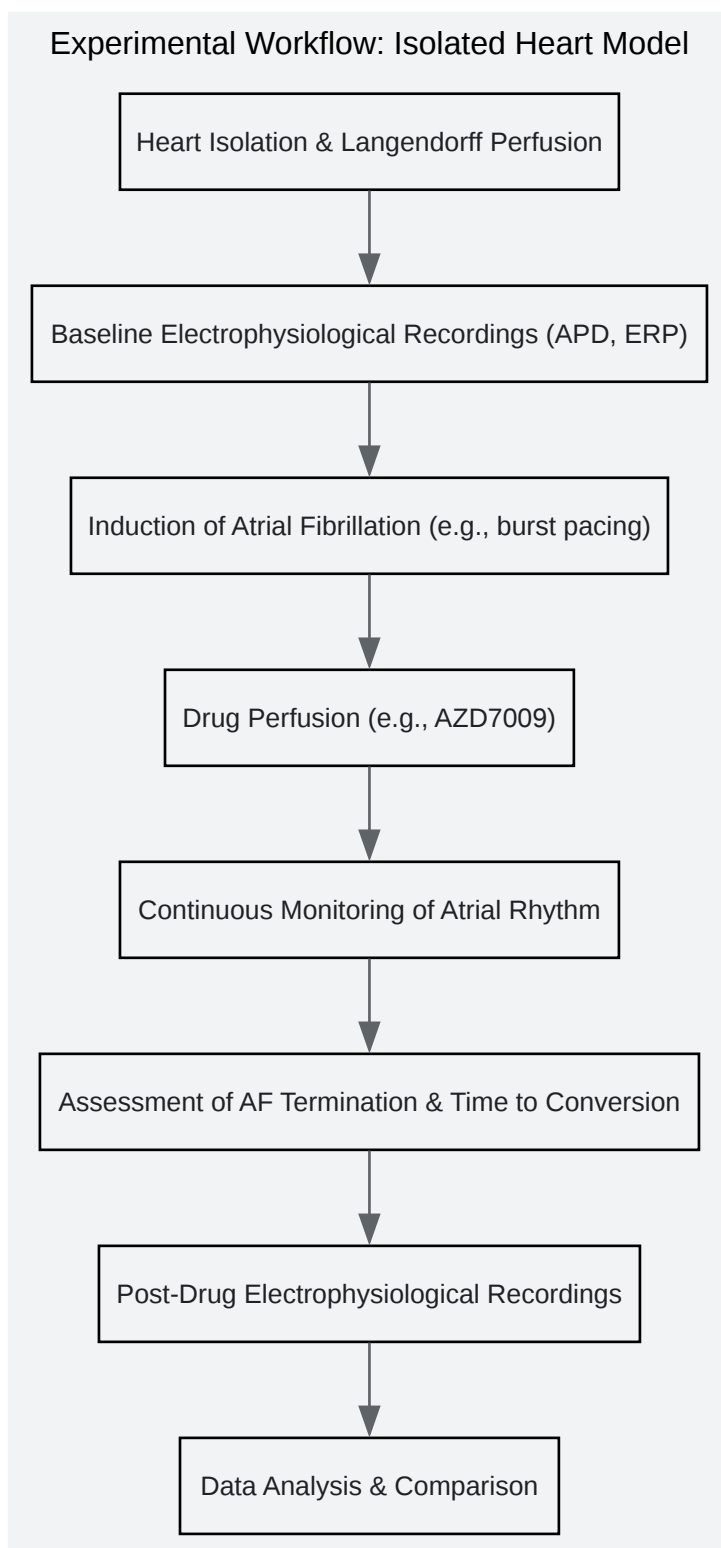 Experimental Workflow: Isolated Heart Model
Heart Isolation & Langendorff Perfusion
Baseline Electrophysiological Recordings (APD, ERP)
Induction of Atrial Fibrillation (e.g., burst pacing)
Drug Perfusion (e.g., AZD7009)
Continuous Monitoring of Atrial Rhythm
Assessment of AF Termination & Time to Conversion
Post-Drug Electrophysiological Recordings
Data Analysis & Comparison